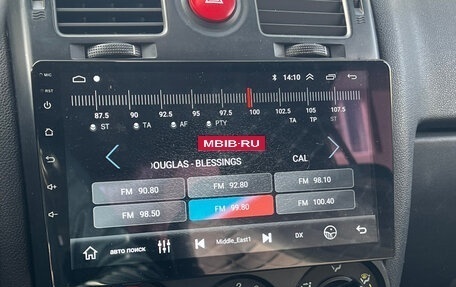 MIC
14:10
RST
87.5 90 92.5 95 97.5 100 102.5 105 107.5
ST TA AF PTY TA TP ST
MBIB-RU
OUGLAS - BLESSINGS CAL
FM 90.80 FM 92.80 FM 98.10
FM 98.50 FM 99.80 FM 100.40
авто поиск Middle_East1 DX